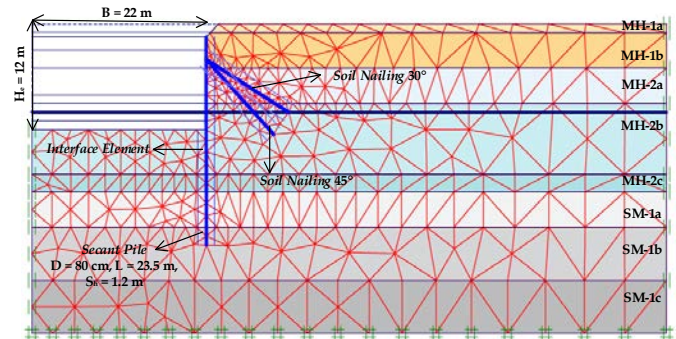 B = 22 m
Hₑ = 12 m
MH-1a
MH-1b
Soil Nailing 30°
MH-2a
MH-2b
Interface Element
Soil Nailing 45°
MH-2c
SM-1a
Secant Pile
D = 80 cm, L = 23.5 m,
Sₕ = 1.2 m
SM-1b
SM-1c